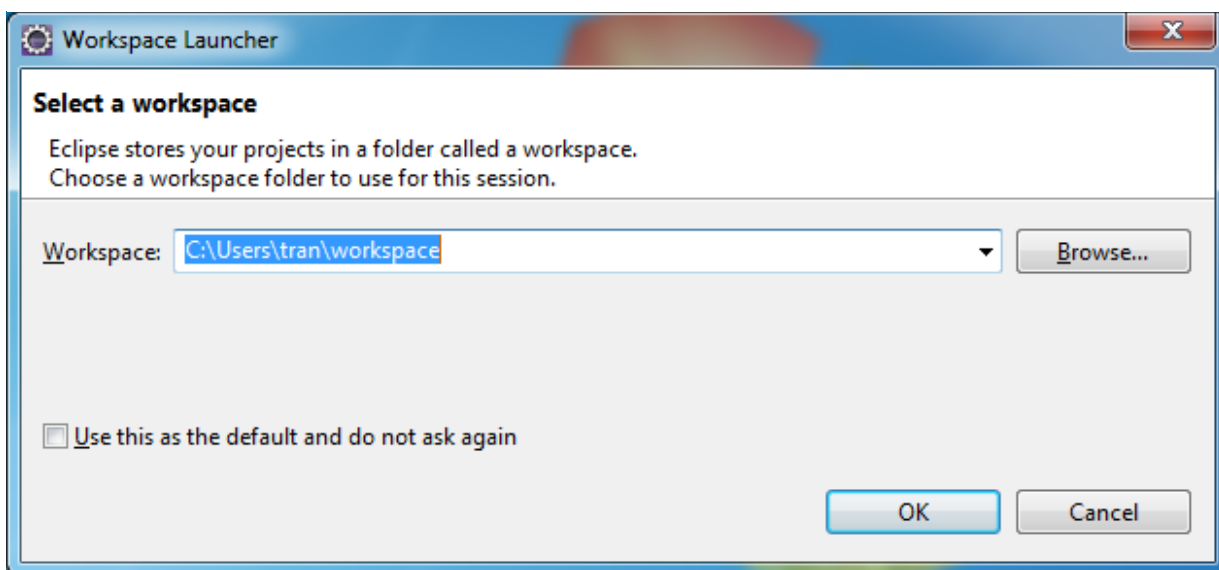 Workspace Launcher
Select a workspace
Eclipse stores your projects in a folder called a workspace.
Choose a workspace folder to use for this session.
Workspace: C:\Users\tran\workspace Browse...
Use this as the default and do not ask again
OK Cancel